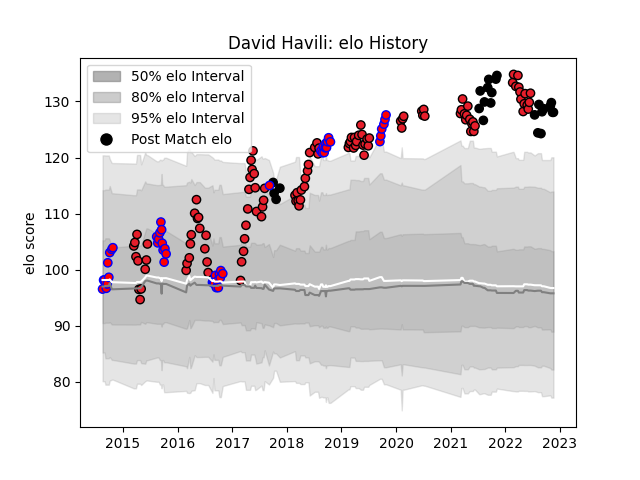 David Havili: elo History
50% elo Interval
80% elo Interval
95% elo Interval
Post Match elo
elo score
130
120
110
100
90
80
2015 2016 2017 2018 2019 2020 2021 2022 2023